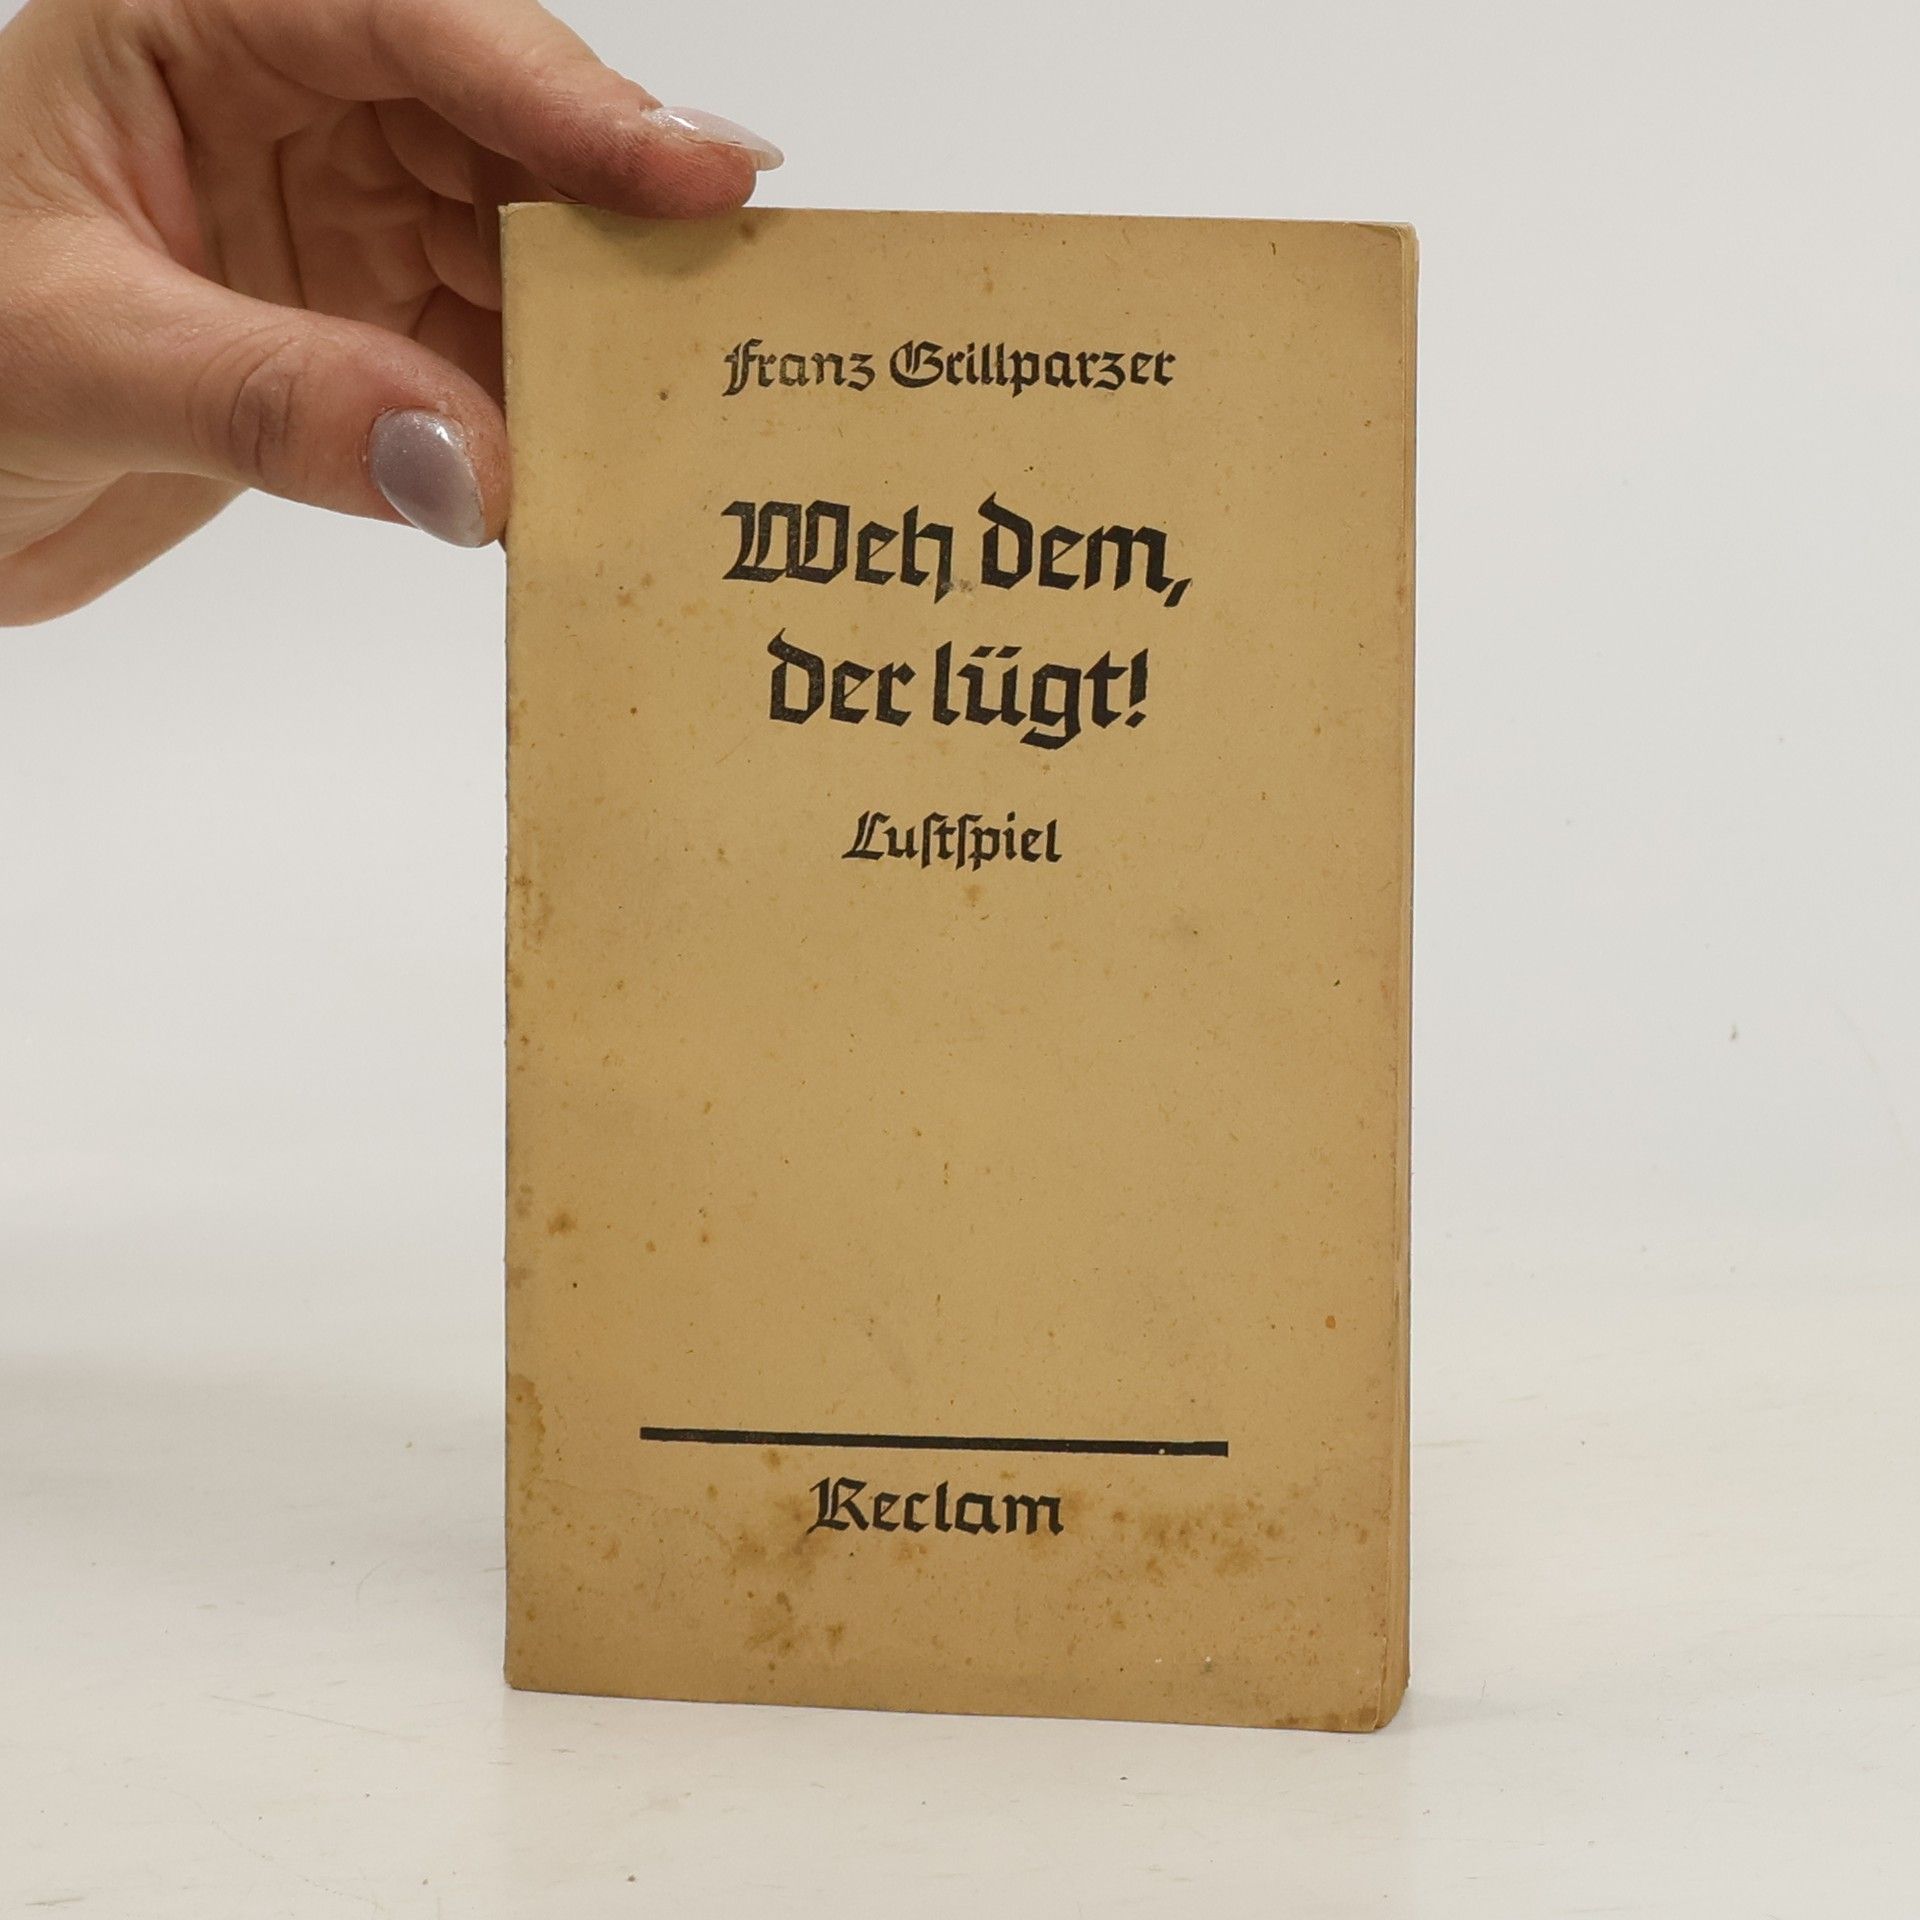 Franz Grillparzer
Weh dem,
der lügt!
Luſtſpiel
Reclam